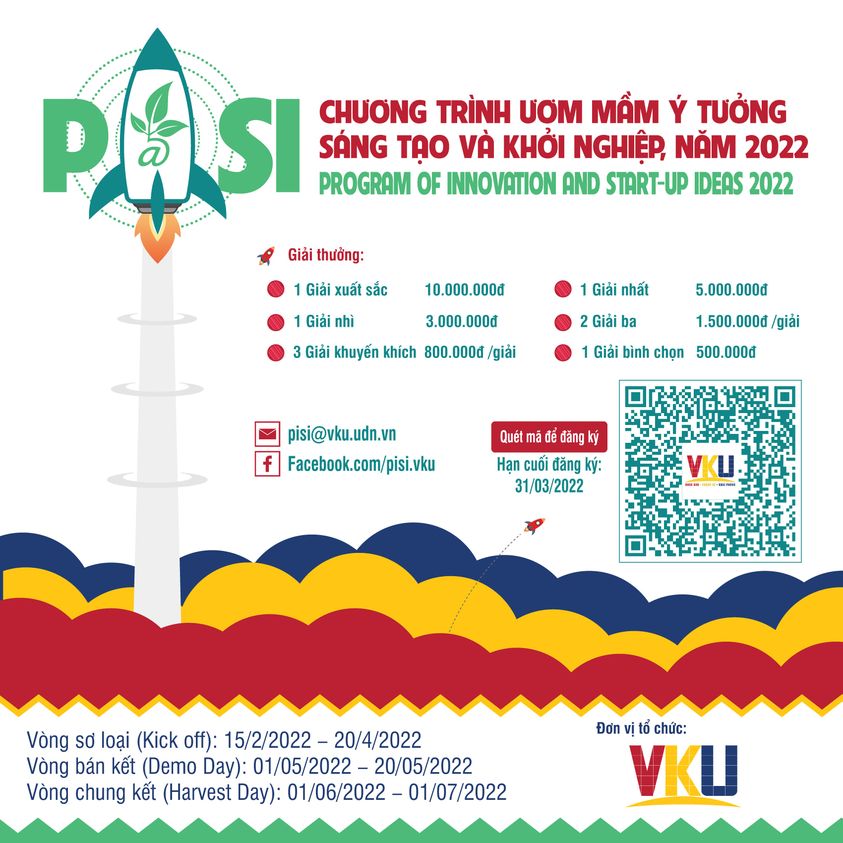 PiSI
@
CHƯƠNG TRÌNH ƯƠM MẦM Ý TƯỞNG
SÁNG TẠO VÀ KHỞI NGHIỆP, NĂM 2022
PROGRAM OF INNOVATION AND START-UP IDEAS 2022
Giải thưởng:
1 Giải xuất sắc 10.000.000đ
1 Giải nhất 5.000.000đ
1 Giải nhì 3.000.000đ
2 Giải ba 1.500.000đ /giải
3 Giải khuyến khích 800.000đ /giải
1 Giải bình chọn 500.000đ
pisi@vku.udn.vn
Facebook.com/pisi.vku
Quét mã để đăng ký
Hạn cuối đăng ký:
31/03/2022
VKU
Vòng sơ loại (Kick off): 15/2/2022 – 20/4/2022
Vòng bán kết (Demo Day): 01/05/2022 – 20/05/2022
Vòng chung kết (Harvest Day): 01/06/2022 – 01/07/2022
Đơn vị tổ chức:
VKU